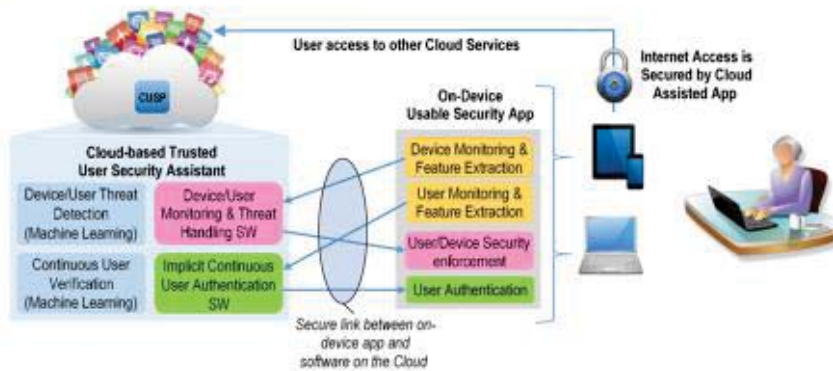 User access to other Cloud Services
Internet Access is
Secured by Cloud
Assisted App
CUSP
On-Device
Usable Security App
Cloud-based Trusted
User Security Assistant
Device/User Threat
Detection
(Machine Learning)
Device/User
Monitoring & Threat
Handling SW
Continuous User
Verification
(Machine Learning)
Implicit Continuous
User Authentication
SW
Device Monitoring &
Feature Extraction
User Monitoring &
Feature Extraction
User/Device Security
enforcement
User Authentication
Secure link between on-
device app and
software on the Cloud